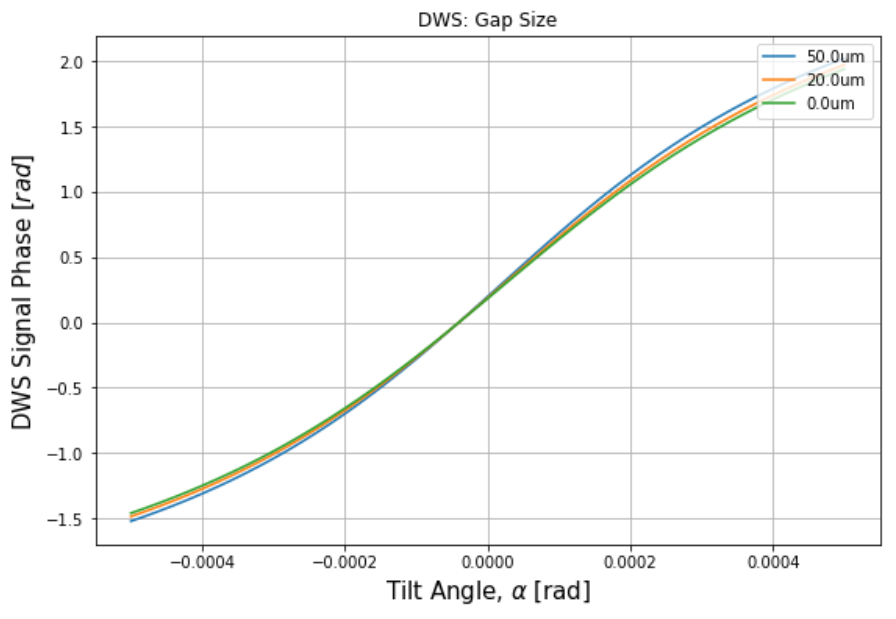 DWS: Gap Size
50.0um
20.0um
0.0um
2.0
1.5
1.0
0.5
0.0
−0.5
−1.0
−1.5
DWS Signal Phase [rad]
−0.0004
−0.0002
0.0000
0.0002
0.0004
Tilt Angle, α [rad]